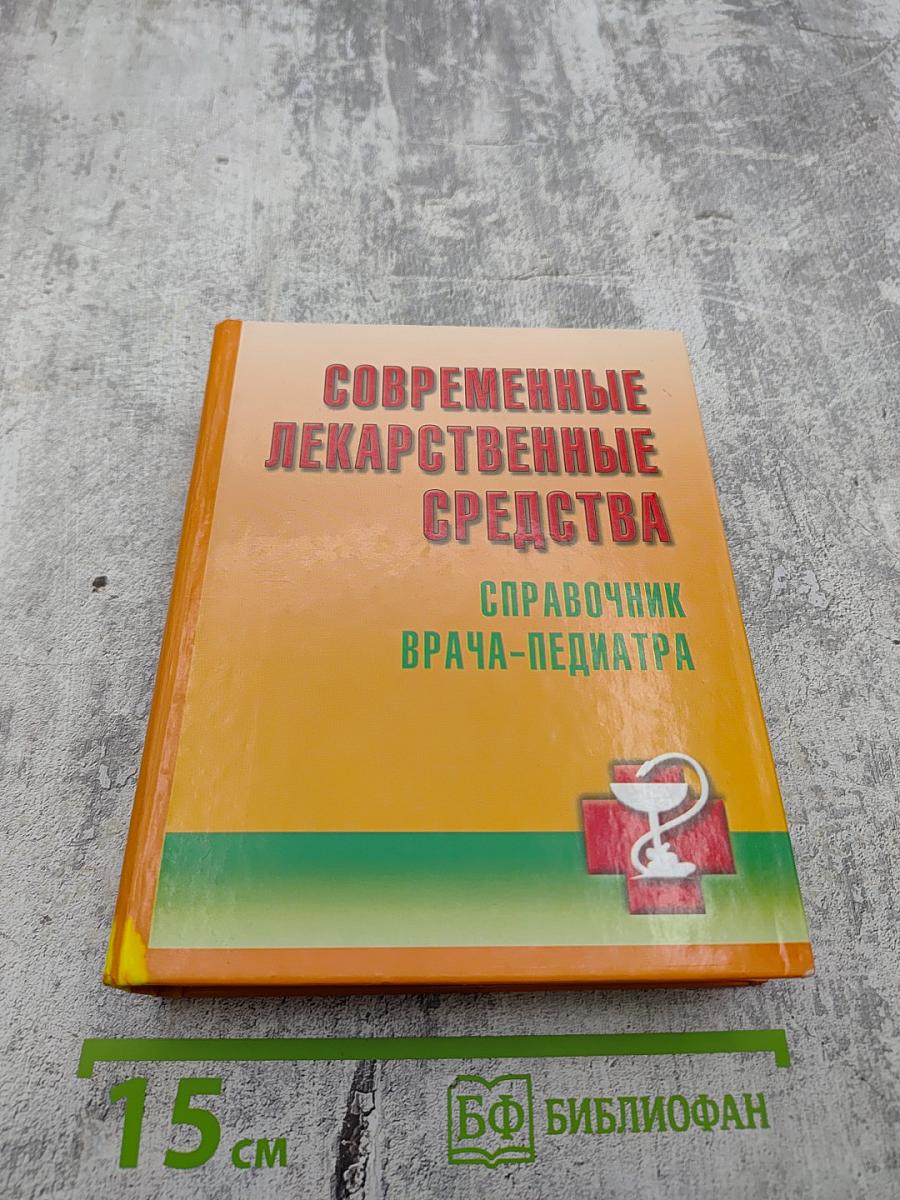 СОВРЕМЕННЫЕ
ЛЕКАРСТВЕННЫЕ
СРЕДСТВА
СПРАВОЧНИК
ВРАЧА-ПЕДИАТРА
15 см
БФ БИБЛИОФАН